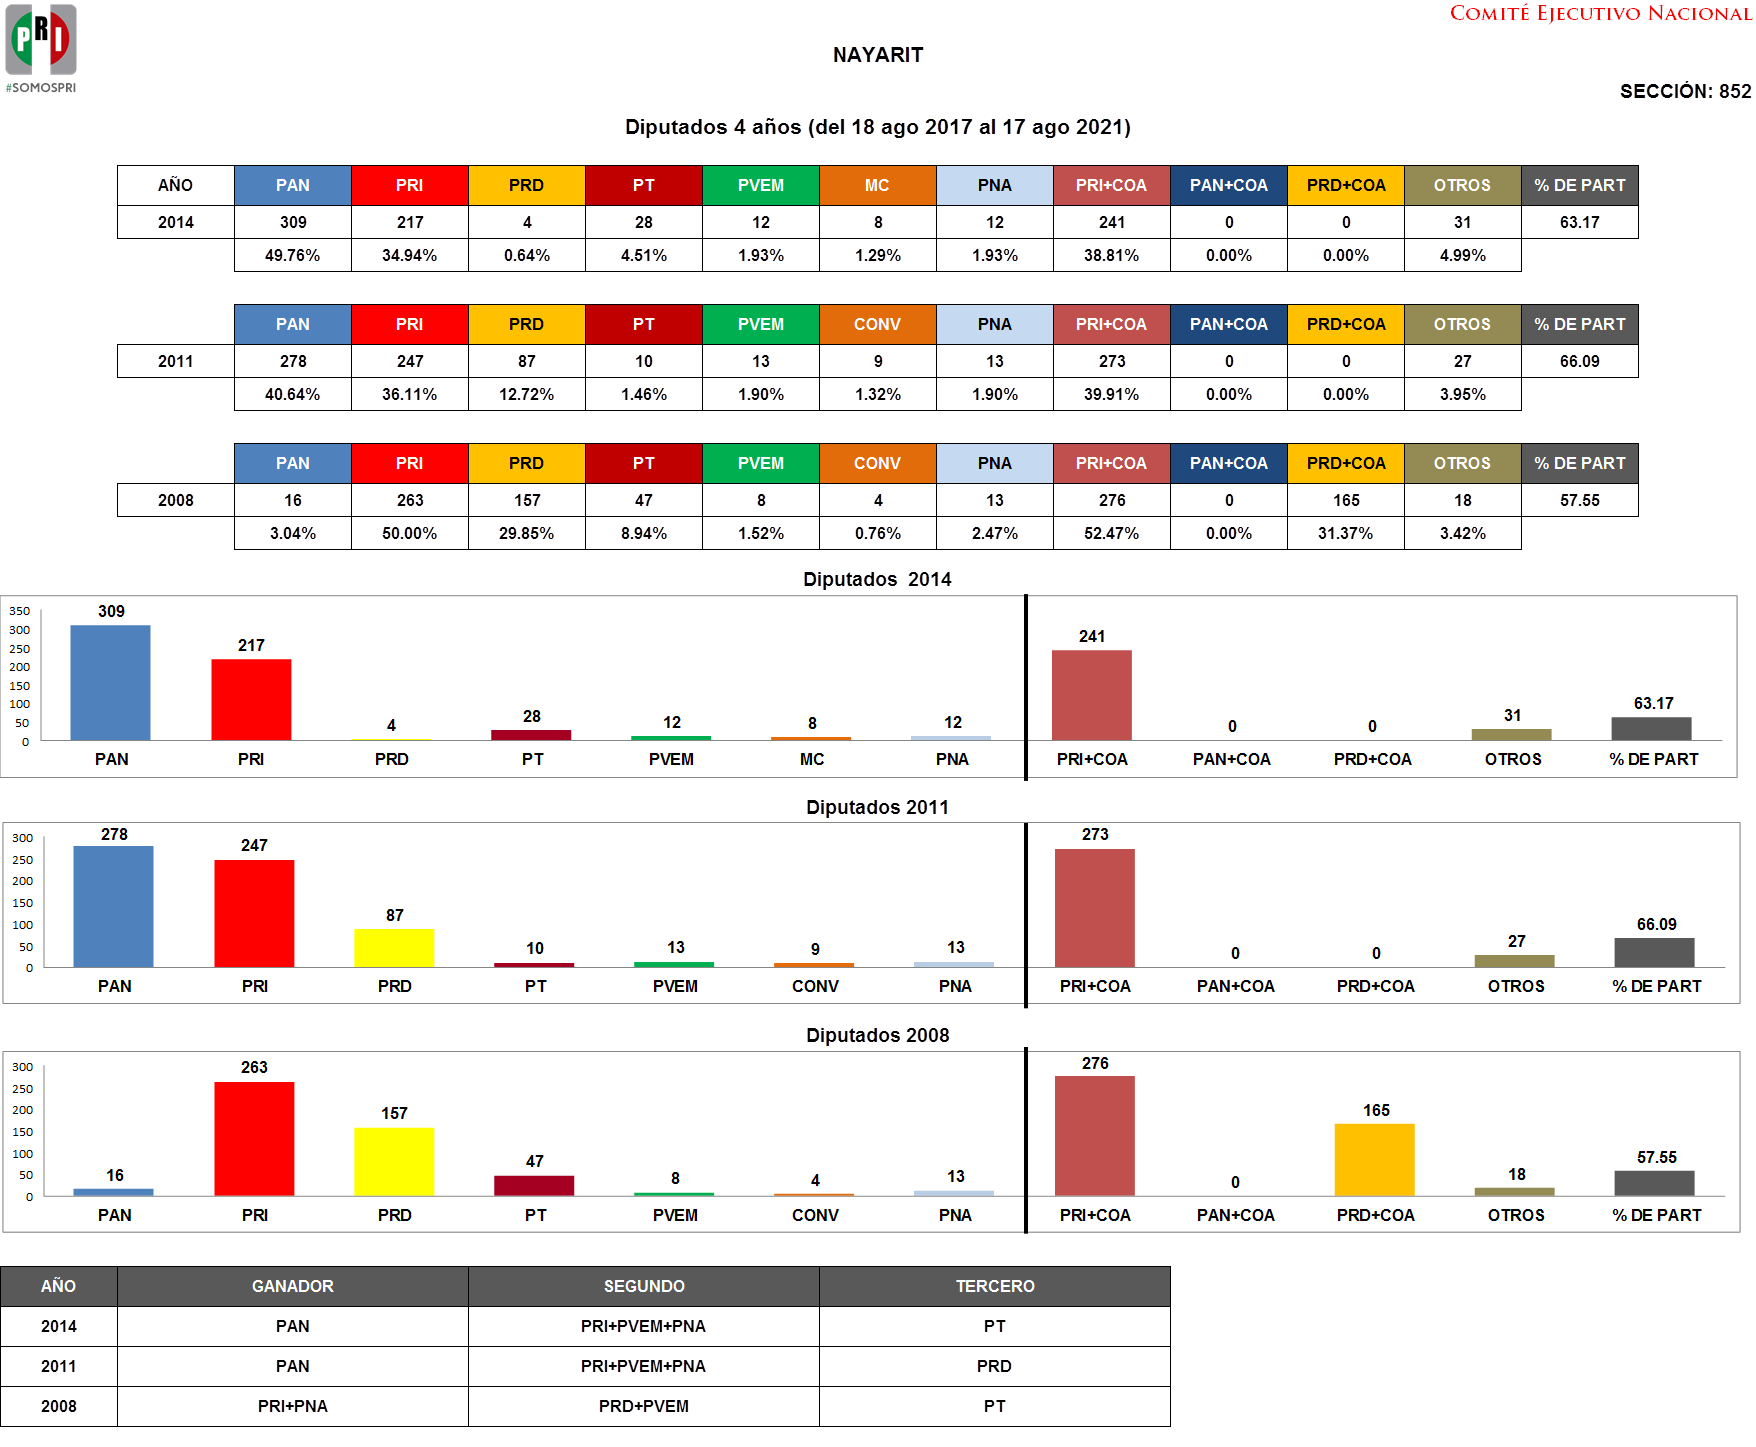 PRI
#SOMOSPRI
COMITÉ EJECUTIVO NACIONAL
NAYARIT
SECCIÓN: 852
Diputados 4 años (del 18 ago 2017 al 17 ago 2021)
AÑO PAN PRI PRD PT PVEM MC PNA PRI+COA PAN+COA PRD+COA OTROS % DE PART
2014 309 217 4 28 12 8 12 241 0 0 31 63.17
49.76% 34.94% 0.64% 4.51% 1.93% 1.29% 1.93% 38.81% 0.00% 0.00% 4.99%
PAN PRI PRD PT PVEM CONV PNA PRI+COA PAN+COA PRD+COA OTROS % DE PART
2011 278 247 87 10 13 9 13 273 0 0 27 66.09
40.64% 36.11% 12.72% 1.46% 1.90% 1.32% 1.90% 39.91% 0.00% 0.00% 3.95%
PAN PRI PRD PT PVEM CONV PNA PRI+COA PAN+COA PRD+COA OTROS % DE PART
2008 16 263 157 47 8 4 13 276 0 165 18 57.55
3.04% 50.00% 29.85% 8.94% 1.52% 0.76% 2.47% 52.47% 0.00% 31.37% 3.42%
Diputados 2014
350
300
250
200
150
100
50
0
309 217 4 28 12 8 12 241 0 0 31 63.17
PAN PRI PRD PT PVEM MC PNA PRI+COA PAN+COA PRD+COA OTROS % DE PART
Diputados 2011
300
250
200
150
100
50
0
278 247 87 10 13 9 13 273 0 0 27 66.09
PAN PRI PRD PT PVEM CONV PNA PRI+COA PAN+COA PRD+COA OTROS % DE PART
Diputados 2008
300
250
200
150
100
50
0
16 263 157 47 8 4 13 276 0 165 18 57.55
PAN PRI PRD PT PVEM CONV PNA PRI+COA PAN+COA PRD+COA OTROS % DE PART
AÑO GANADOR SEGUNDO TERCERO
2014 PAN PRI+PVEM+PNA PT
2011 PAN PRI+PVEM+PNA PRD
2008 PRI+PNA PRD+PVEM PT